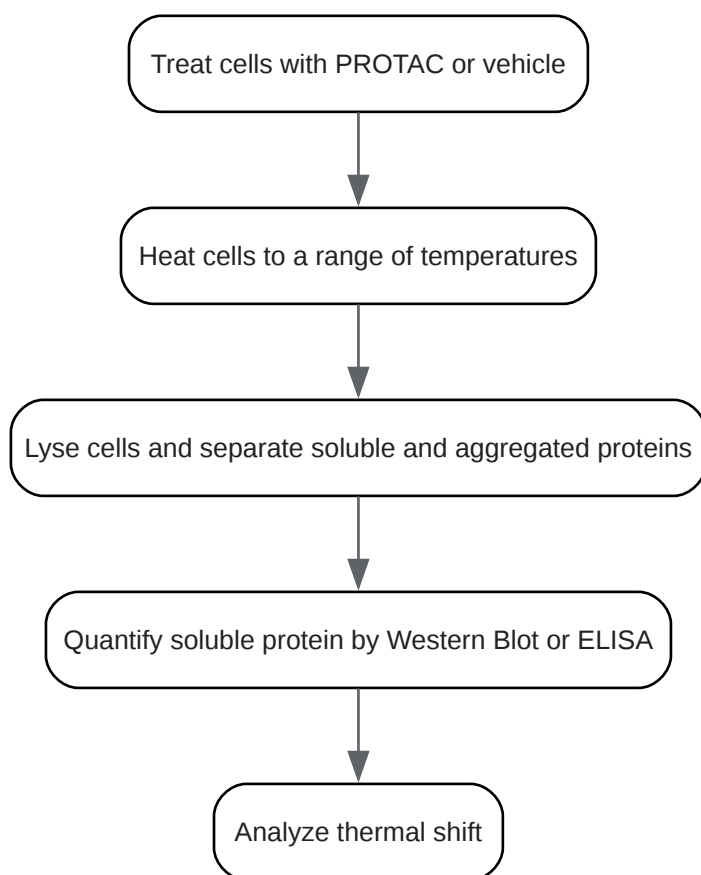 Treat cells with PROTAC or vehicle
Heat cells to a range of temperatures
Lyse cells and separate soluble and aggregated proteins
Quantify soluble protein by Western Blot or ELISA
Analyze thermal shift